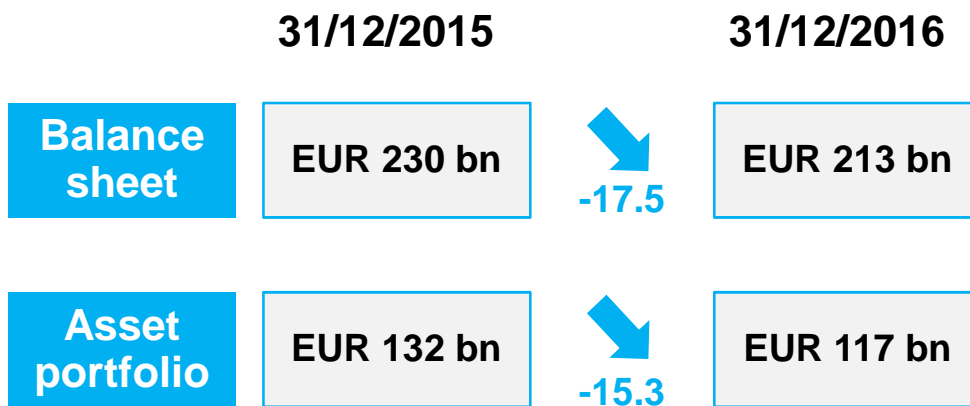 31/12/2015 31/12/2016
Balance
sheet
EUR 230 bn
-17.5
EUR 213 bn
Asset
portfolio
EUR 132 bn
-15.3
EUR 117 bn